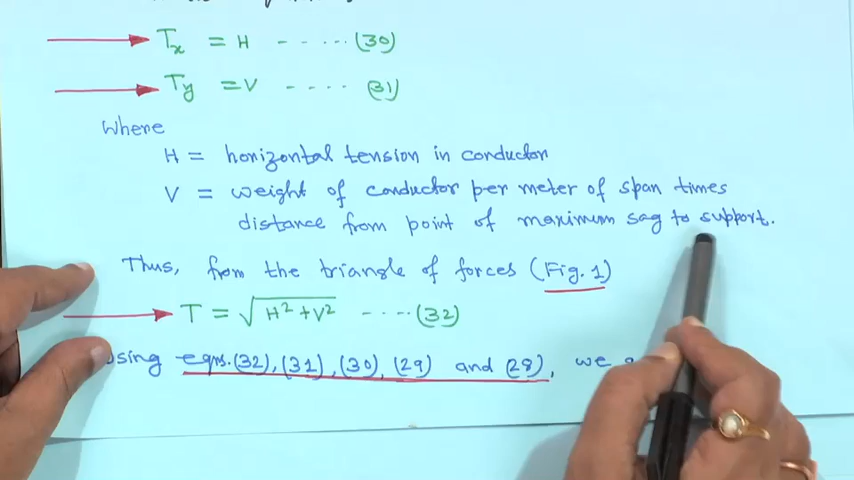 Tx = H - - ..... (30)
Ty = V - .... (31)
Where
H = horizontal tension in conductor
V = weight of conductor per meter of span times
distance from point of maximum sag to support.
Thus, from the triangle of forces (Fig. 1)
T = √H² + V² - .... (32)
using eqns. (32), (31), (30), (29) and (28), we